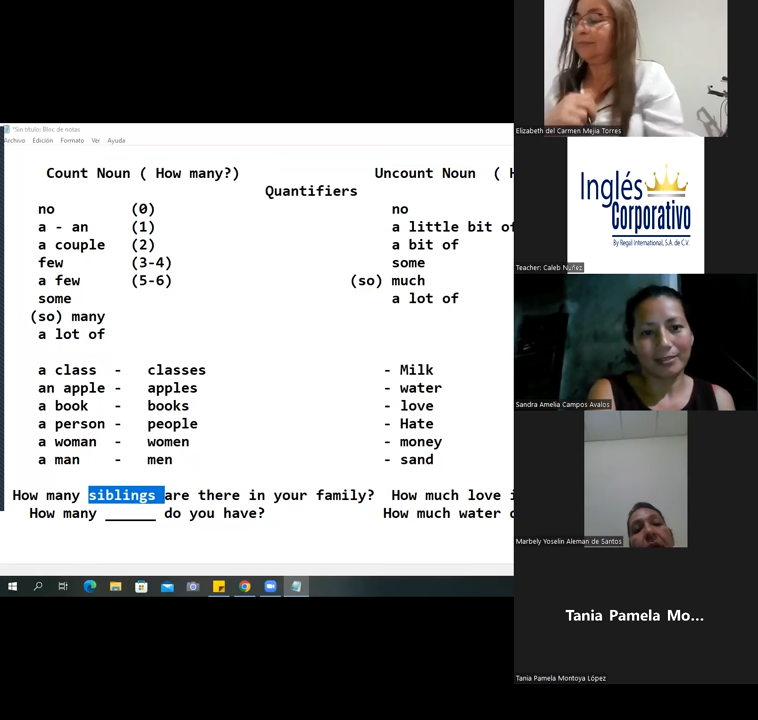 *Sin título: Bloc de notas
Archivo Edición Formato Ver Ayuda
Count Noun ( How many?) Uncount Noun ( H
Quantifiers
no (0) no
a - an (1) a little bit of
a couple (2) a bit of
few (3-4) some
a few (5-6) (so) much
some a lot of
(so) many
a lot of
a class - classes - Milk
an apple - apples - water
a book - books - love
a person - people - Hate
a woman - women - money
a man - men - sand
How many siblings are there in your family? How much love i
How many _____ do you have? How much water
Elizabeth del Carmen Mejia Torres
Inglés
Corporativo
By Regal International, S.A. de C.V.
Teacher: Caleb Nuñez
Sandra Amelia Campos Avalos
Marbely Yoselin Aleman de Santos
Tania Pamela Mo...
Tania Pamela Montoya López